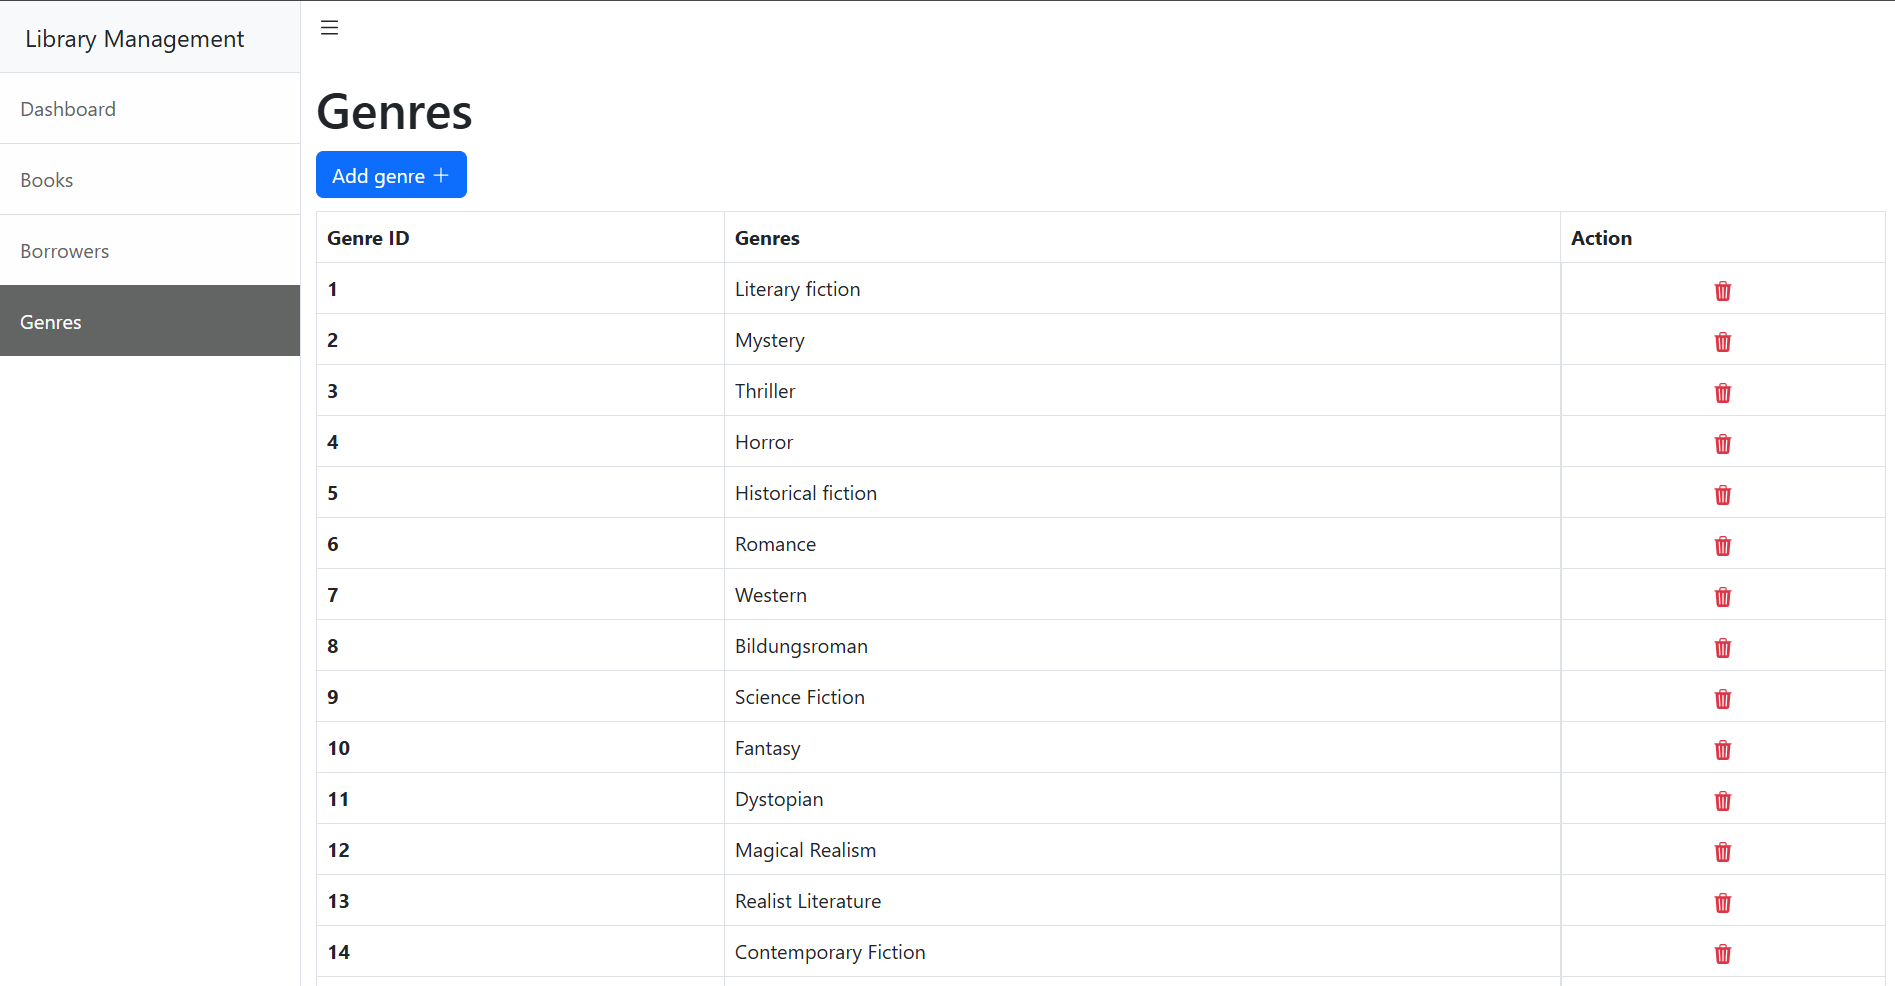 Library Management
Dashboard
Books
Borrowers
Genres
Genres
Add genre +
Genre ID Genres Action
1 Literary fiction
2 Mystery
3 Thriller
4 Horror
5 Historical fiction
6 Romance
7 Western
8 Bildungsroman
9 Science Fiction
10 Fantasy
11 Dystopian
12 Magical Realism
13 Realist Literature
14 Contemporary Fiction